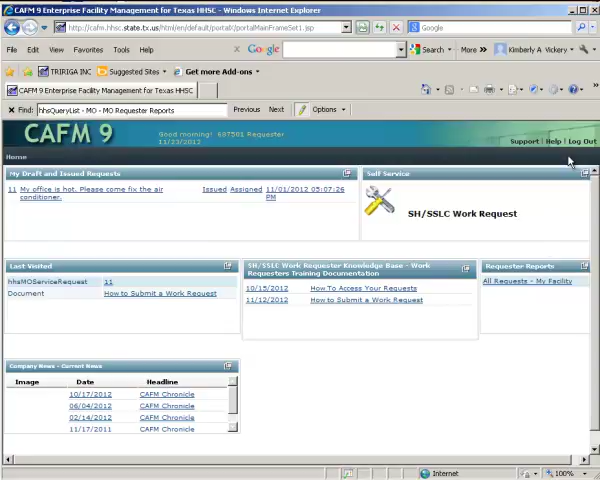 CAFM 9 Enterprise Facility Management for Texas HHSC - Windows Internet Explorer
http://cafm.hhsc.state.tx.us/html/en/default/portal/portalMainFrameSet1.jsp
Google
File Edit View Favorites Tools Help
x Google Search More >> Kimberly A Vickery
TRIRIGA INC Suggested Sites Get more Add-ons
CAFM 9 Enterprise Facility Management for Texas HHSC
X Find: hhsQueryList - MO - MO Requester Reports Previous Next Options
CAFM 9
Good morning! 687501 Requester
11/23/2012
Support | Help | Log Out
Home
My Draft and Issued Requests
11 My office is hot. Please come fix the air conditioner. Issued Assigned 11/01/2012 05:07:26 PM
Self Service
SH/SSLC Work Request
Last Visited
hhsMOServiceRequest 11
Document How to Submit a Work Request
SH/SSLC Work Requester Knowledge Base - Work
Requesters Training Documentation
10/15/2012 How To Access Your Requests
11/12/2012 How to Submit a Work Request
Requester Reports
All Requests - My Facility
Company News - Current News
Image Date Headline
10/17/2012 CAFM Chronicle
06/04/2012 CAFM Chronicle
02/14/2012 CAFM Chronicle
11/17/2011 CAFM Chronicle
Internet 100%